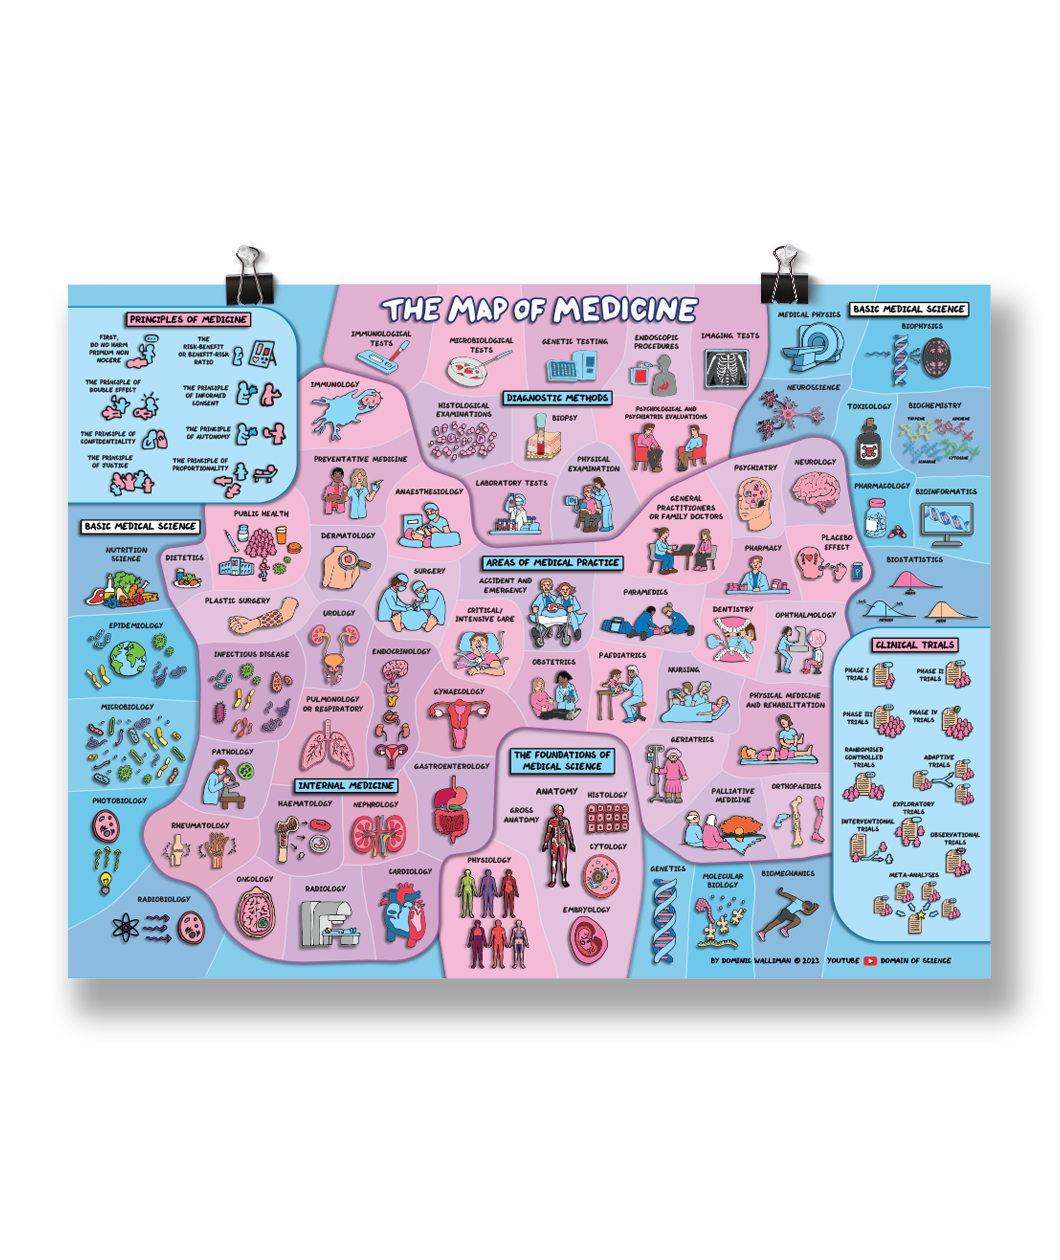 THE MAP OF MEDICINE
PRINCIPLES OF MEDICINE
FIRST,
DO NO HARM
PRIMUM NON
NOCERE
THE
RISK-BENEFIT
OR BENEFIT-RISK
RATIO
THE PRINCIPLE OF
DOUBLE EFFECT
THE PRINCIPLE
OF INFORMED
CONSENT
THE PRINCIPLE OF
CONFIDENTIALITY
THE PRINCIPLE
OF AUTONOMY
THE PRINCIPLE
OF JUSTICE
THE PRINCIPLE OF
PROPORTIONALITY
IMMUNOLOGICAL
TESTS
MICROBIOLOGICAL
TESTS
GENETIC TESTING
ENDOSCOPIC
PROCEDURES
IMAGING TESTS
DIAGNOSTIC METHODS
HISTOLOGICAL
EXAMINATIONS
BIOPSY
PSYCHOLOGICAL AND
PSYCHIATRIC EVALUATIONS
PHYSICAL
EXAMINATION
LABORATORY TESTS
MEDICAL PHYSICS
BASIC MEDICAL SCIENCE
BIOPHYSICS
NEUROSCIENCE
TOXICOLOGY
BIOCHEMISTRY
THYMINE
ADENINE
GUANINE
CYTOSINE
PHARMACOLOGY
BIOINFORMATICS
BIOSTATISTICS
MEAN
MEDIAN
MODE
IMMUNOLOGY
PREVENTATIVE MEDICINE
ANAESTHESIOLOGY
PUBLIC HEALTH
DERMATOLOGY
DIETETICS
PLASTIC SURGERY
SURGERY
UROLOGY
INFECTIOUS DISEASE
ENDOCRINOLOGY
PSYCHIATRY
NEUROLOGY
GENERAL
PRACTITIONERS
OR FAMILY DOCTORS
PHARMACY
PLACEBO
EFFECT
AREAS OF MEDICAL PRACTICE
ACCIDENT AND
EMERGENCY
CRITICAL/
INTENSIVE CARE
PARAMEDICS
DENTISTRY
OPHTHALMOLOGY
OBSTETRICS
PAEDIATRICS
NURSING
GYNAECOLOGY
PHYSICAL MEDICINE
AND REHABILITATION
GERIATRICS
PALLIATIVE
MEDICINE
ORTHOPAEDICS
BASIC MEDICAL SCIENCE
NUTRITION
SCIENCE
EPIDEMIOLOGY
MICROBIOLOGY
PHOTOBIOLOGY
RADIOBIOLOGY
PULMONOLOGY
OR RESPIRATORY
PATHOLOGY
GASTROENTEROLOGY
INTERNAL MEDICINE
HAEMATOLOGY
NEPHROLOGY
RHEUMATOLOGY
ONCOLOGY
RADIOLOGY
CARDIOLOGY
THE FOUNDATIONS OF
MEDICAL SCIENCE
ANATOMY
GROSS
ANATOMY
HISTOLOGY
CYTOLOGY
PHYSIOLOGY
EMBRYOLOGY
GENETICS
MOLECULAR
BIOLOGY
BIOMECHANICS
CLINICAL TRIALS
PHASE I
TRIALS
PHASE II
TRIALS
PHASE III
TRIALS
PHASE IV
TRIALS
RANDOMISED
CONTROLLED
TRIALS
ADAPTIVE
TRIALS
EXPLORATORY
TRIALS
INTERVENTIONAL
TRIALS
OBSERVATIONAL
TRIALS
META-ANALYSES
BY DOMINIC WALLIMAN © 2023 YOUTUBE DOMAIN OF SCIENCE